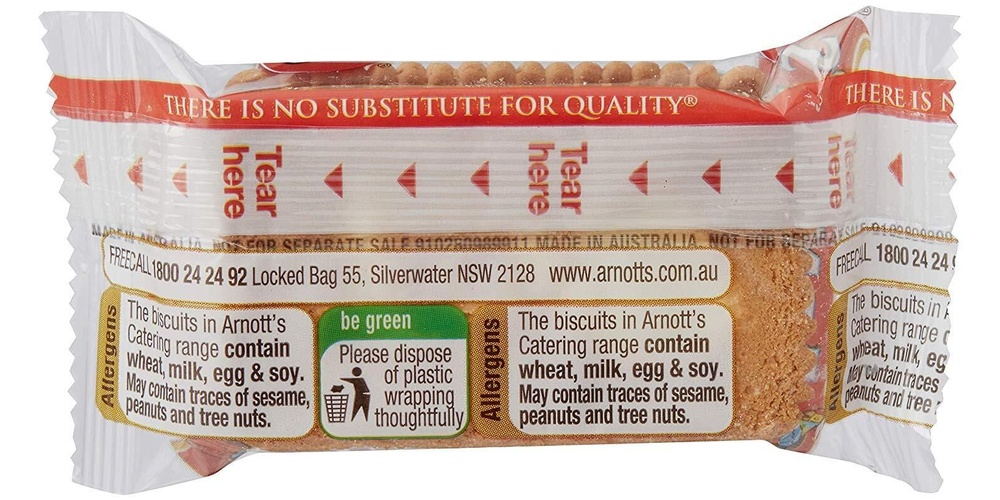 THERE IS NO SUBSTITUTE FOR QUALITY®
THERE IS N
Tear here
Tear here
Tear here
MADE IN AUSTRALIA. NOT FOR SEPARATE SALE 910280989911 MADE IN AUSTRALIA. NOT FOR SEPARATE SALE
FREECALL 1800 24 24 92 Locked Bag 55, Silverwater NSW 2128 www.arnotts.com.au
FREECALL 1800 24 24 9
Allergens
The biscuits in Arnott's
Catering range contain
wheat, milk, egg & soy.
May contain traces of sesame,
peanuts and tree nuts.
be green
Please dispose
of plastic
wrapping
thoughtfully
Allergens
The biscuits in Arnott's
Catering range contain
wheat, milk, egg & soy.
May contain traces of sesame,
peanuts and tree nuts.
Allergens
The biscuits in A
Catering range c
wheat, milk, eg
May contain traces
peanuts and tree